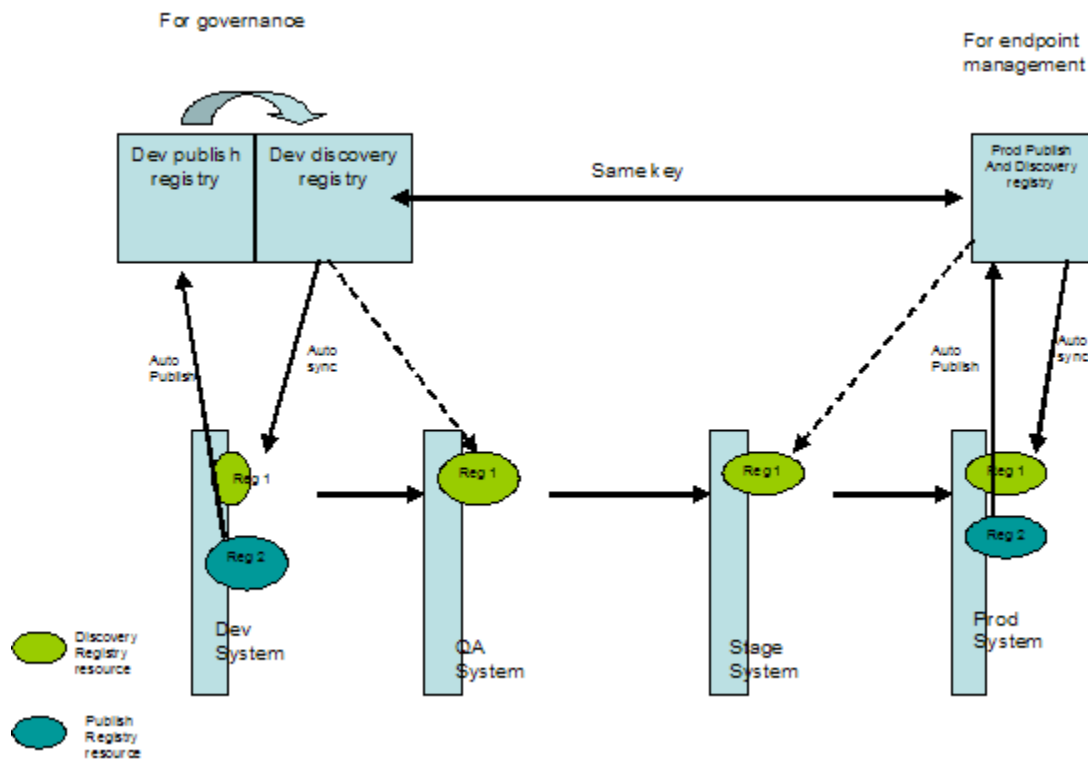 For governance
For endpoint
management
Dev publish
registry
Dev discovery
registry
Same key
Prod Publish
And Discovery
registry
Auto
Publish
Auto
sync
Auto
Publish
Auto
sync
Reg 1
Reg 1
Reg 1
Reg 1
Reg 2
Reg 2
Dev
System
QA
System
Stage
System
Prod
System
Discovery
Registry
resource
Publish
Registry
resource